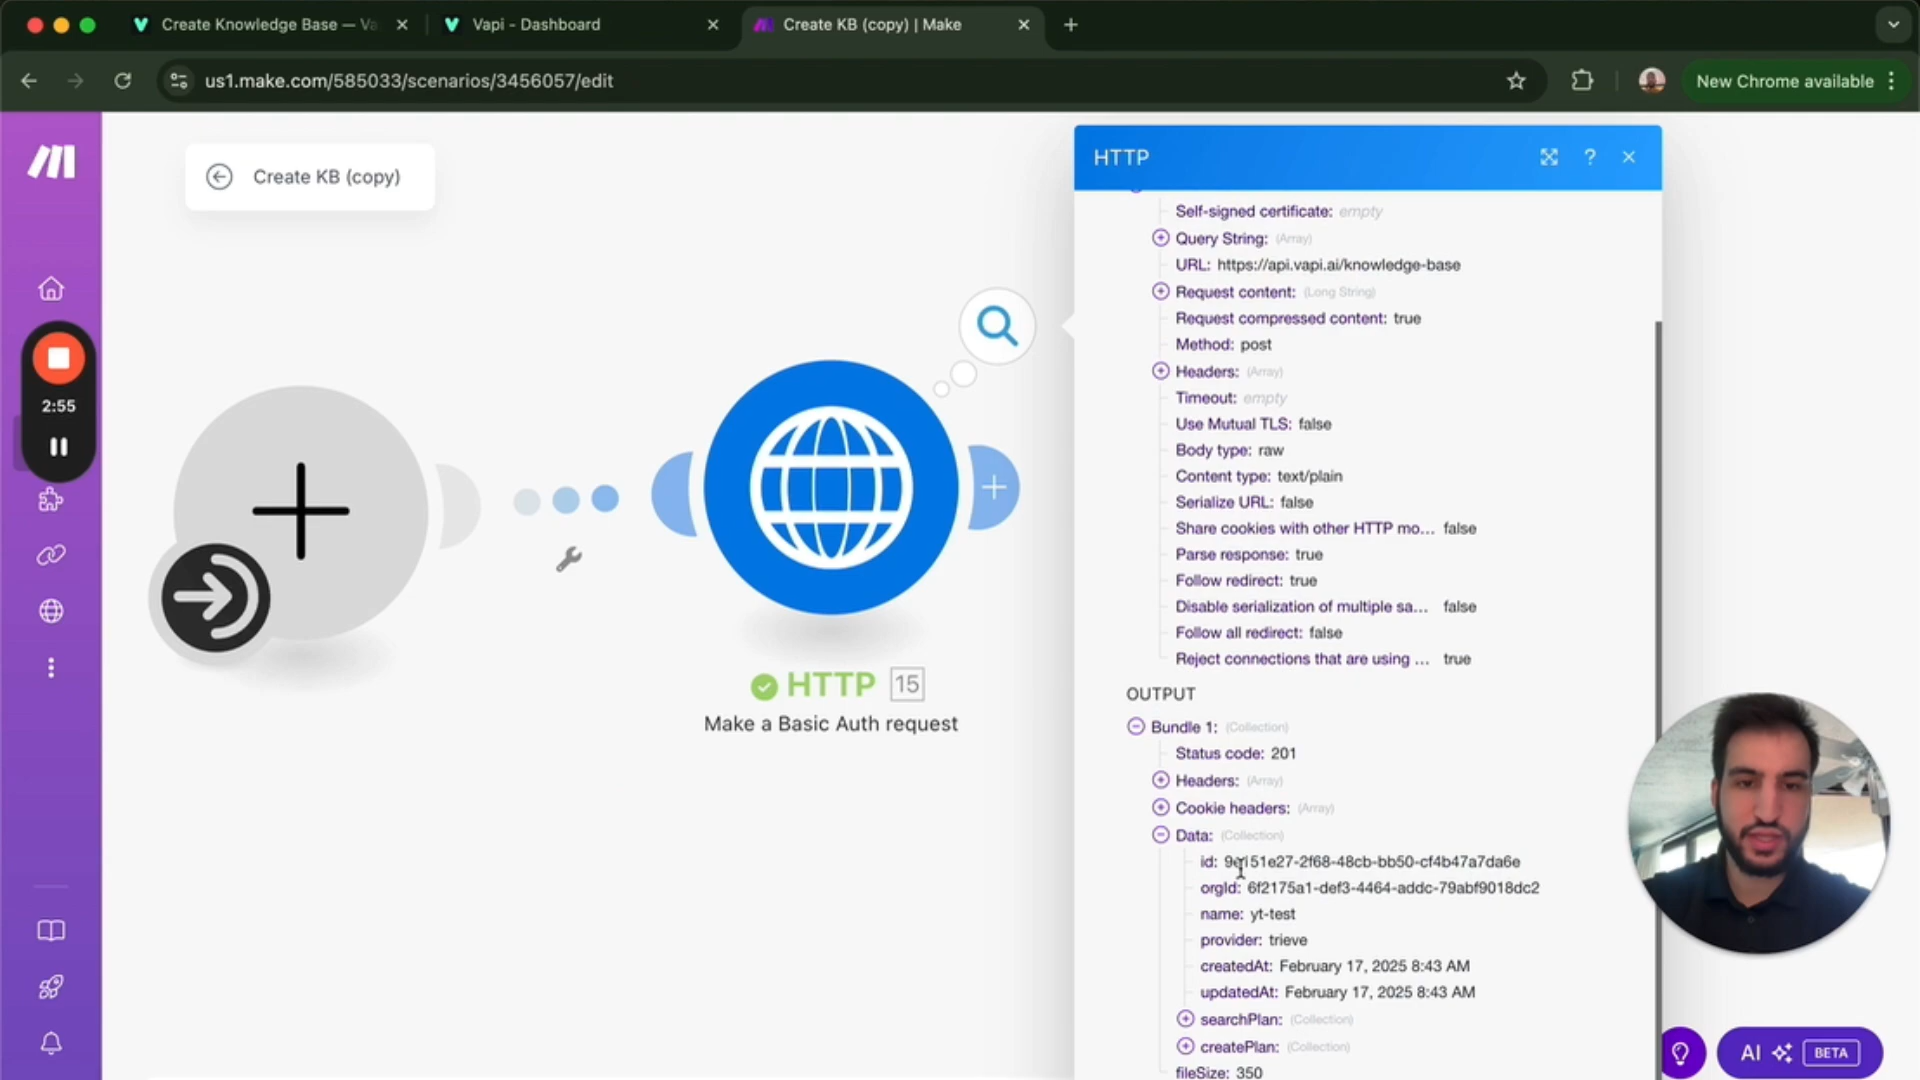 Create Knowledge Base — Va
Vapi - Dashboard
Create KB (copy) | Make
us1.make.com/585033/scenarios/3456057/edit
New Chrome available
Create KB (copy)
HTTP
?
Self-signed certificate: empty
Query String: (Array)
URL: https://api.vapi.ai/knowledge-base
Request content: (Long String)
Request compressed content: true
Method: post
Headers: (Array)
Timeout: empty
Use Mutual TLS: false
Body type: raw
Content type: text/plain
Serialize URL: false
Share cookies with other HTTP mo... false
Parse response: true
Follow redirect: true
Disable serialization of multiple sa... false
Follow all redirect: false
Reject connections that are using ... true
OUTPUT
Bundle 1: (Collection)
Status code: 201
Headers: (Array)
Cookie headers: (Array)
Data: (Collection)
id: 9e151e27-2f68-48cb-bb50-cf4b47a7da6e
orgId: 6f2175a1-def3-4464-addc-79abf9018dc2
name: yt-test
provider: trieve
createdAt: February 17, 2025 8:43 AM
updatedAt: February 17, 2025 8:43 AM
searchPlan: (Collection)
createPlan: (Collection)
fileSize: 350
2:55
HTTP 15
Make a Basic Auth request
AI BETA